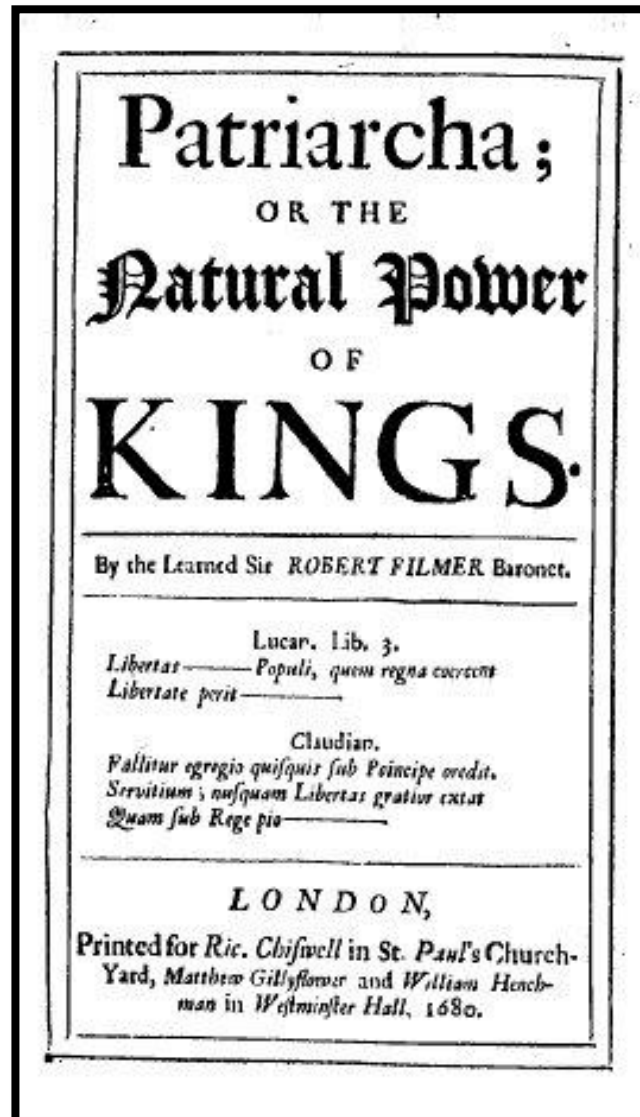 Patriarcha;
OR THE
Natural Power
OF
KINGS.
By the Learned Sir ROBERT FILMER Baronet.
Lucan. Lib. 3.
Libertas——Populi, quem regna coercent
Libertate perit——
Claudian.
Fallitur egregio quiſquis ſub Principe credit.
Servitium; nuſquam Libertas gratior extat
Quam ſub Rege pio——
LONDON,
Printed for Ric. Chiſwell in St. Paul's Church-
Yard, Matthew Gillyflower and William Hench-
man in Weſtminſter Hall, 1680.